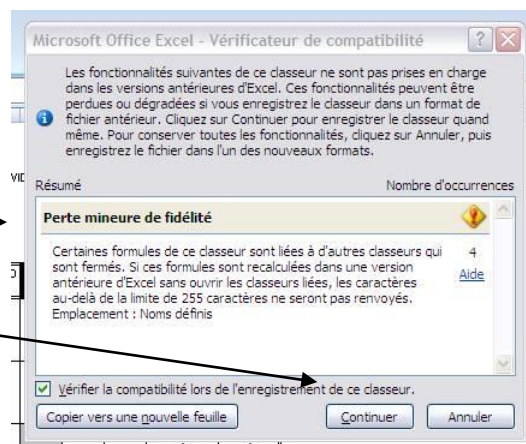 Microsoft Office Excel - Vérificateur de compatibilité
Les fonctionnalités suivantes de ce classeur ne sont pas prises en charge
dans les versions antérieures d'Excel. Ces fonctionnalités peuvent être
perdues ou dégradées si vous enregistrez le classeur dans un format de
fichier antérieur. Cliquez sur Continuer pour enregistrer le classeur quand
même. Pour conserver toutes les fonctionnalités, cliquez sur Annuler, puis
enregistrez le fichier dans l'un des nouveaux formats.
Résumé Nombre d'occurrences
Perte mineure de fidélité
Certaines formules de ce classeur sont liées à d'autres classeurs qui 4
sont fermés. Si ces formules sont recalculées dans une version Aide
antérieure d'Excel sans ouvrir les classeurs liées, les caractères
au-delà de la limite de 255 caractères ne seront pas renvoyés.
Emplacement : Noms définis
Vérifier la compatibilité lors de l'enregistrement de ce classeur.
Copier vers une nouvelle feuille Continuer Annuler